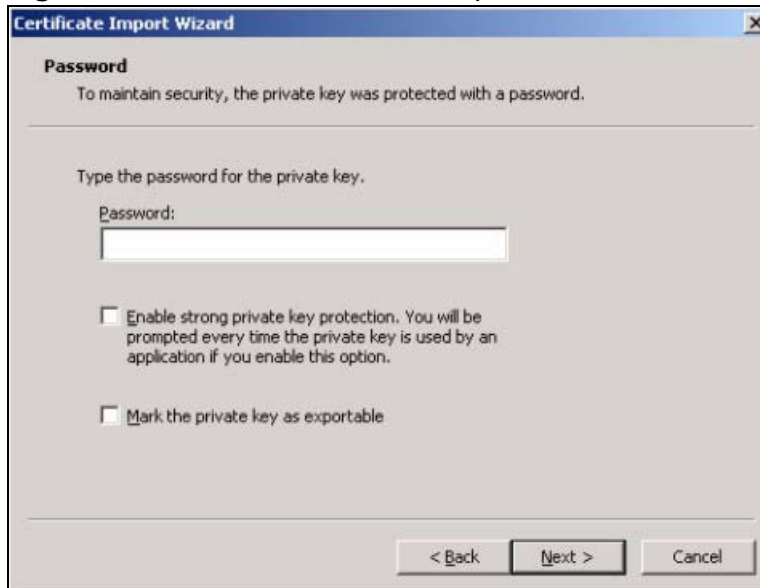 Certificate Import Wizard
Password
To maintain security, the private key was protected with a password.
Type the password for the private key.
Password:
Enable strong private key protection. You will be
prompted every time the private key is used by an
application if you enable this option.
Mark the private key as exportable
< Back Next > Cancel